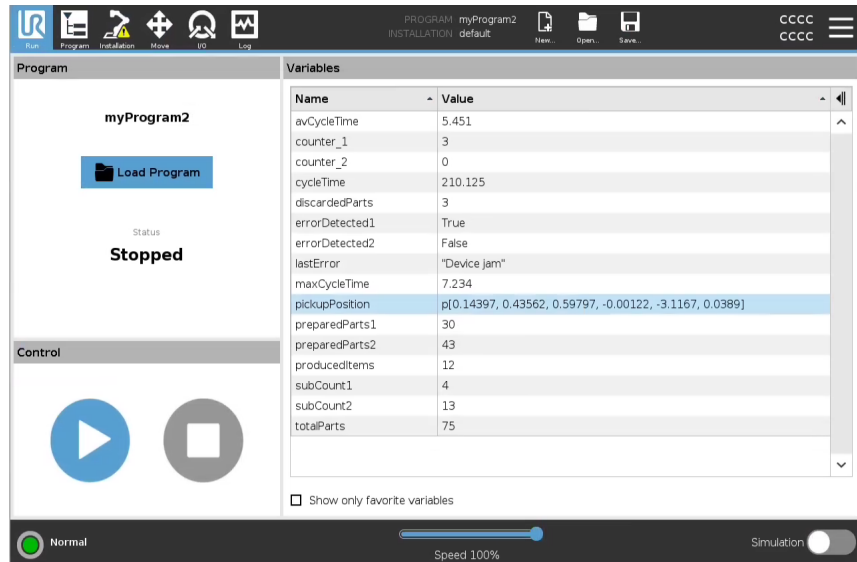 UR
PROGRAM myProgram2
INSTALLATION default
CCCC
CCCC
Run Program Installation Move I/O Log New... Open... Save...
Program
myProgram2
Load Program
Status
Stopped
Control
Variables
Name Value
avCycleTime 5.451
counter_1 3
counter_2 0
cycleTime 210.125
discardedParts 3
errorDetected1 True
errorDetected2 False
lastError "Device jam"
maxCycleTime 7.234
pickupPosition p[0.14397, 0.43562, 0.59797, -0.00122, -3.1167, 0.0389]
preparedParts1 30
preparedParts2 43
producedItems 12
subCount1 4
subCount2 13
totalParts 75
Show only favorite variables
Normal
Speed 100%
Simulation